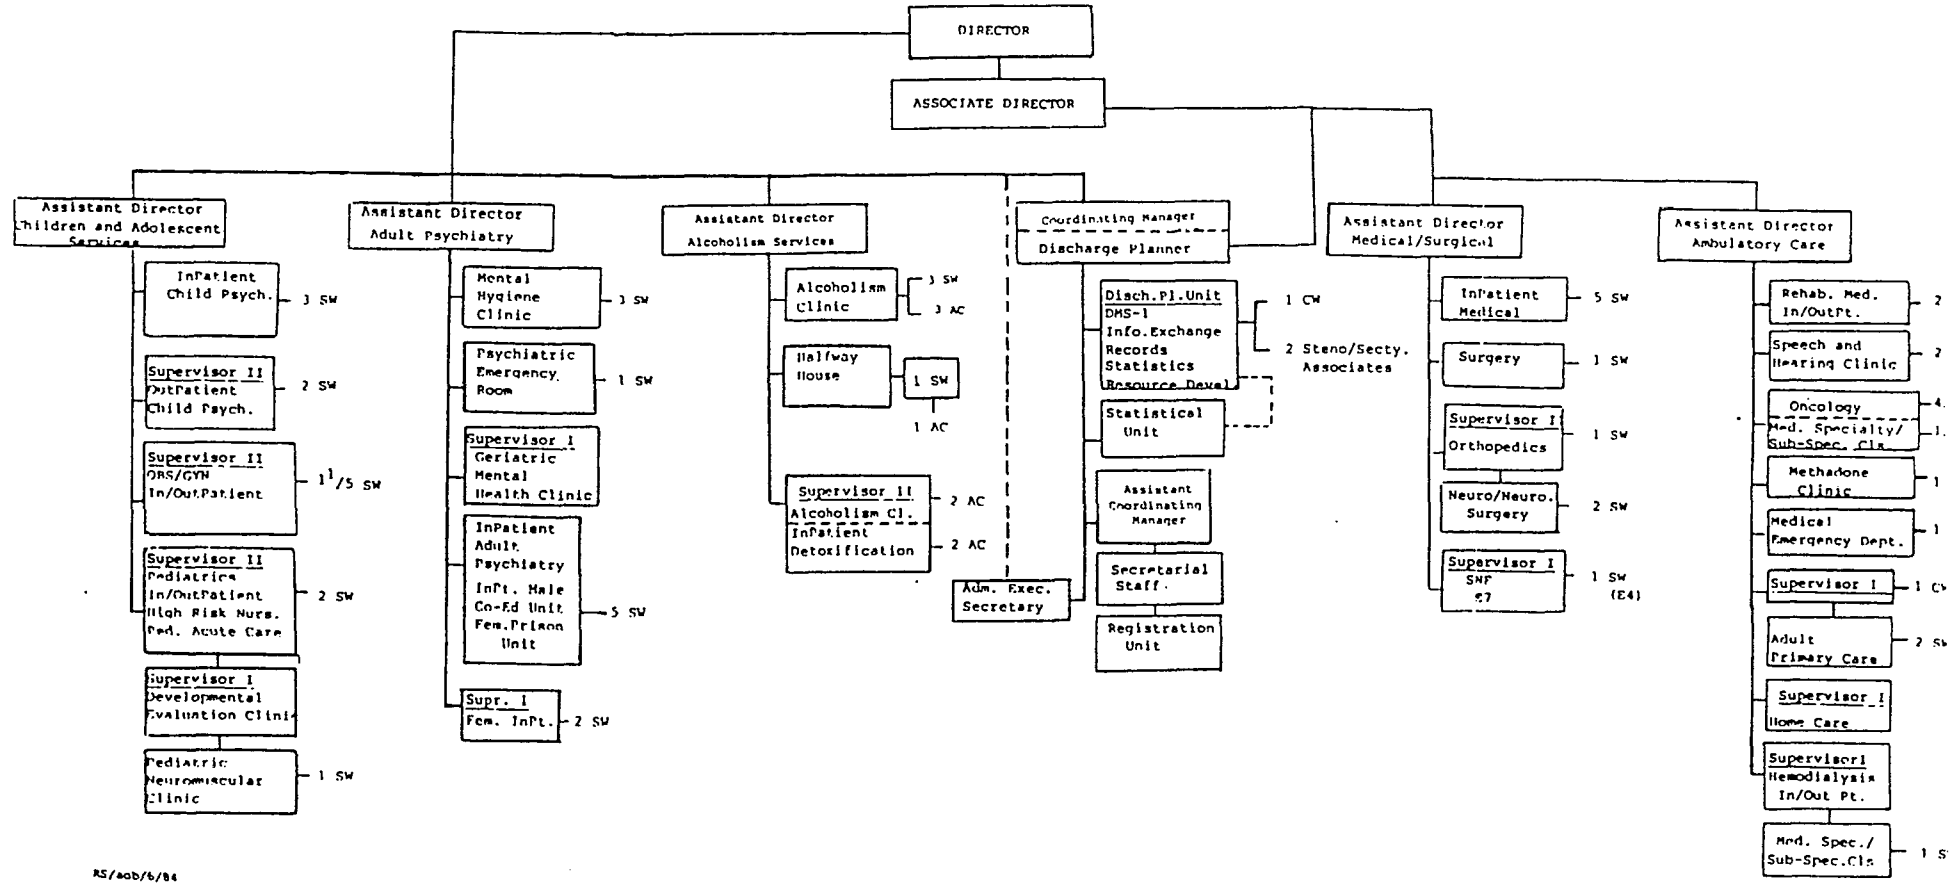 DIRECTOR
ASSOCIATE DIRECTOR
Assistant Director
Children and Adolescent
Services
InPatient
Child Psych.
3 SW
Supervisor II
OutPatient
Child Psych.
2 SW
Supervisor II
OBS/GYN
In/OutPatient
1 1/5 SW
Supervisor II
Pediatrics
In/OutPatient
High Risk Nurs.
Ped. Acute Care
2 SW
Supervisor I
Developmental
Evaluation Clinic
Pediatric
Neuromuscular
Clinic
1 SW
Assistant Director
Adult Psychiatry
Mental
Hygiene
Clinic
3 SW
Psychiatric
Emergency
Room
1 SW
Supervisor I
Geriatric
Mental
Health Clinic
InPatient
Adult
Psychiatry
InPt. Male
Co-Ed Unit
Fem.Prison
Unit
5 SW
Supr. I
Fem. InPt.
2 SW
Assistant Director
Alcoholism Services
Alcoholism
Clinic
3 SW
3 AC
Halfway
House
1 SW
1 AC
Supervisor II
Alcoholism Cl.
InPatient
Detoxification
2 AC
2 AC
Coordinating Manager
Discharge Planner
Disch.Pl.Unit
DMS-1
Info.Exchange
Records
Statistics
Resource Devel
1 CW
2 Steno/Secty.
Associates
Statistical
Unit
Assistant
Coordinating
Manager
Secretarial
Staff.
Registration
Unit
Adm. Exec.
Secretary
Assistant Director
Medical/Surgical
InPatient
Medical
5 SW
Surgery
1 SW
Supervisor I
Orthopedics
1 SW
Neuro/Neuro.
Surgery
2 SW
Supervisor I
SNF
1 SW
(E4)
Assistant Director
Ambulatory Care
Rehab. Med.
In/OutPt.
2
Speech and
Hearing Clinic
2
Oncology
4
Med. Specialty/
Sub-Spec. Cls
1
Methadone
Clinic
1
Medical
Emergency Dept.
1
Supervisor I
1 CW
Adult
Primary Care
2 SW
Supervisor I
Home Care
Supervisor I
Hemodialysis
In/Out Pt.
Med. Spec./
Sub-Spec.Cls
1 S
RS/aob/6/84